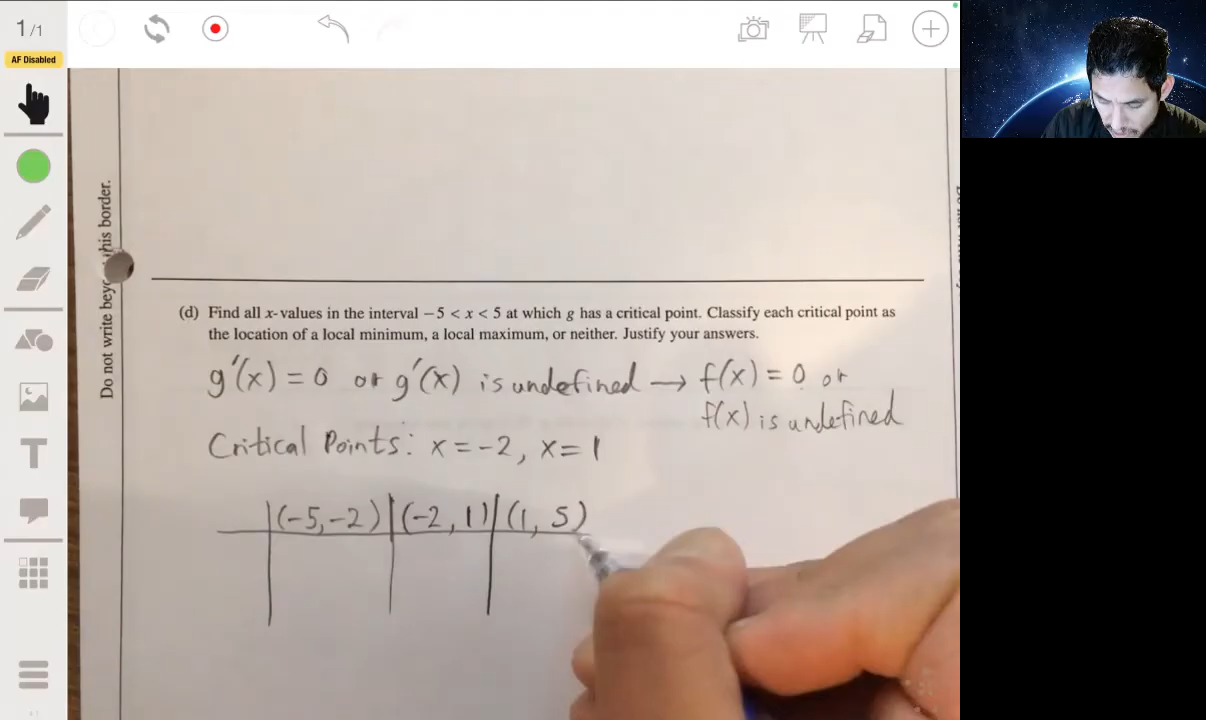 1/1
AF Disabled
Do not write beyond this border.
(d) Find all x-values in the interval −5 < x < 5 at which g has a critical point. Classify each critical point as
the location of a local minimum, a local maximum, or neither. Justify your answers.
g'(x) = 0 or g'(x) is undefined → f(x) = 0 or
f(x) is undefined
Critical Points: x = -2, x = 1
(-5,-2) | (-2, 1) | (1, 5)
T